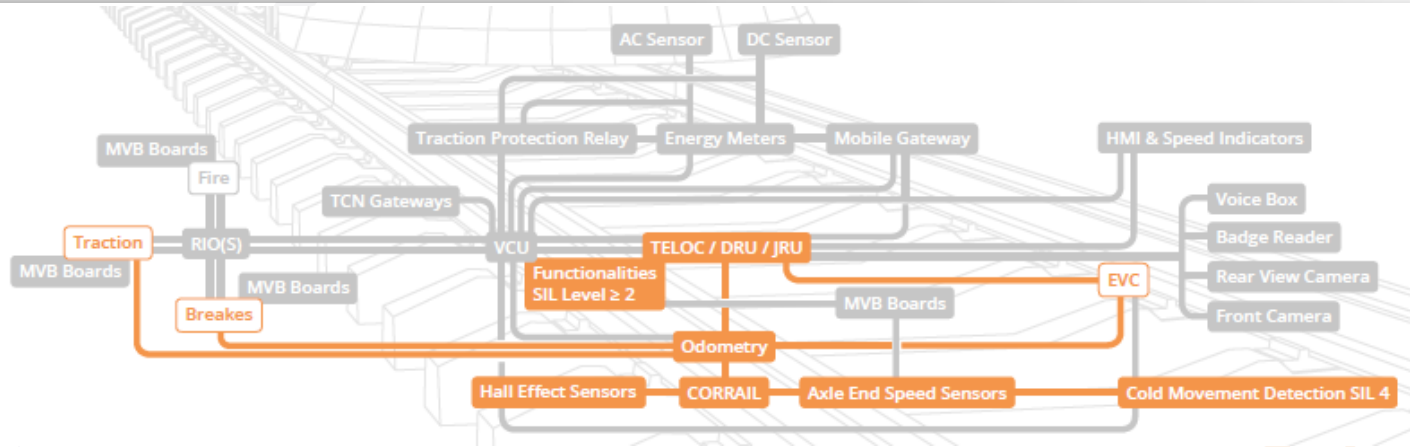 AC Sensor
DC Sensor
Traction Protection Relay
Energy Meters
Mobile Gateway
HMI & Speed Indicators
MVB Boards
Fire
TCN Gateways
Voice Box
Traction
RIO(S)
VCU
TELOC / DRU / JRU
Badge Reader
MVB Boards
Functionalities
SIL Level ≥ 2
EVC
Rear View Camera
MVB Boards
MVB Boards
Breakes
Front Camera
Odometry
Hall Effect Sensors
CORRAIL
Axle End Speed Sensors
Cold Movement Detection SIL 4